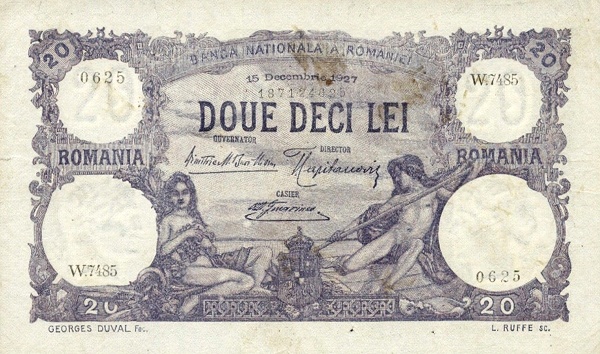 20
20
BANCA NATIONALA A ROMANIEI
0625
15 Decembrie 1927
W.7485
DOUE DECI LEI
GUVERNATOR
DIRECTOR
ROMANIA
ROMANIA
CASIER
W.7485
0625
20
20
GEORGES DUVAL Fec.
L. RUFFE SC.